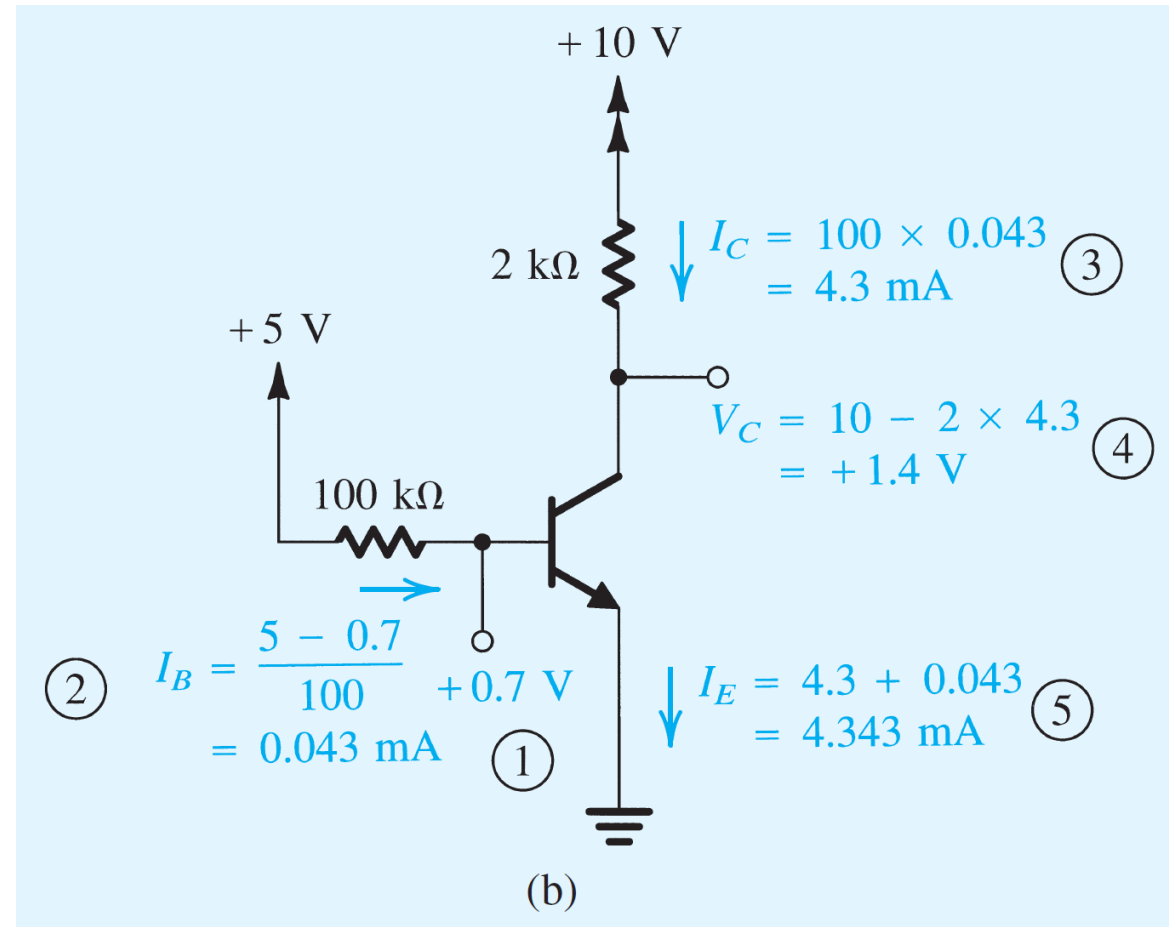 +10 V
2 kΩ
I_C = 100 × 0.043
= 4.3 mA
3
+5 V
V_C = 10 − 2 × 4.3
= +1.4 V
4
100 kΩ
2
I_B = (5 − 0.7)/100
= 0.043 mA
+0.7 V
1
I_E = 4.3 + 0.043
= 4.343 mA
5
(b)